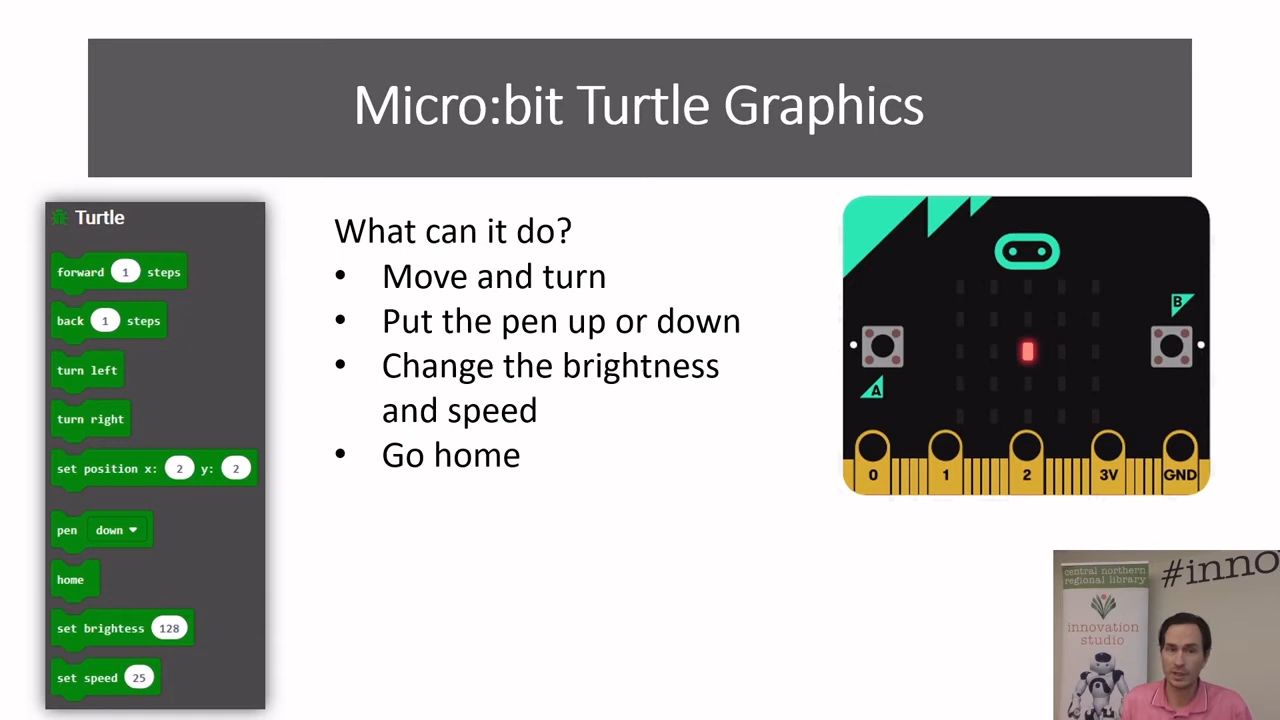 Micro:bit Turtle Graphics
Turtle
forward 1 steps
back 1 steps
turn left
turn right
set position x: 2 y: 2
pen down
home
set brightess 128
set speed 25
What can it do?
• Move and turn
• Put the pen up or down
• Change the brightness
and speed
• Go home
B
A
0 1 2 3V GND
central northern
regional library
innovation
studio
#inno